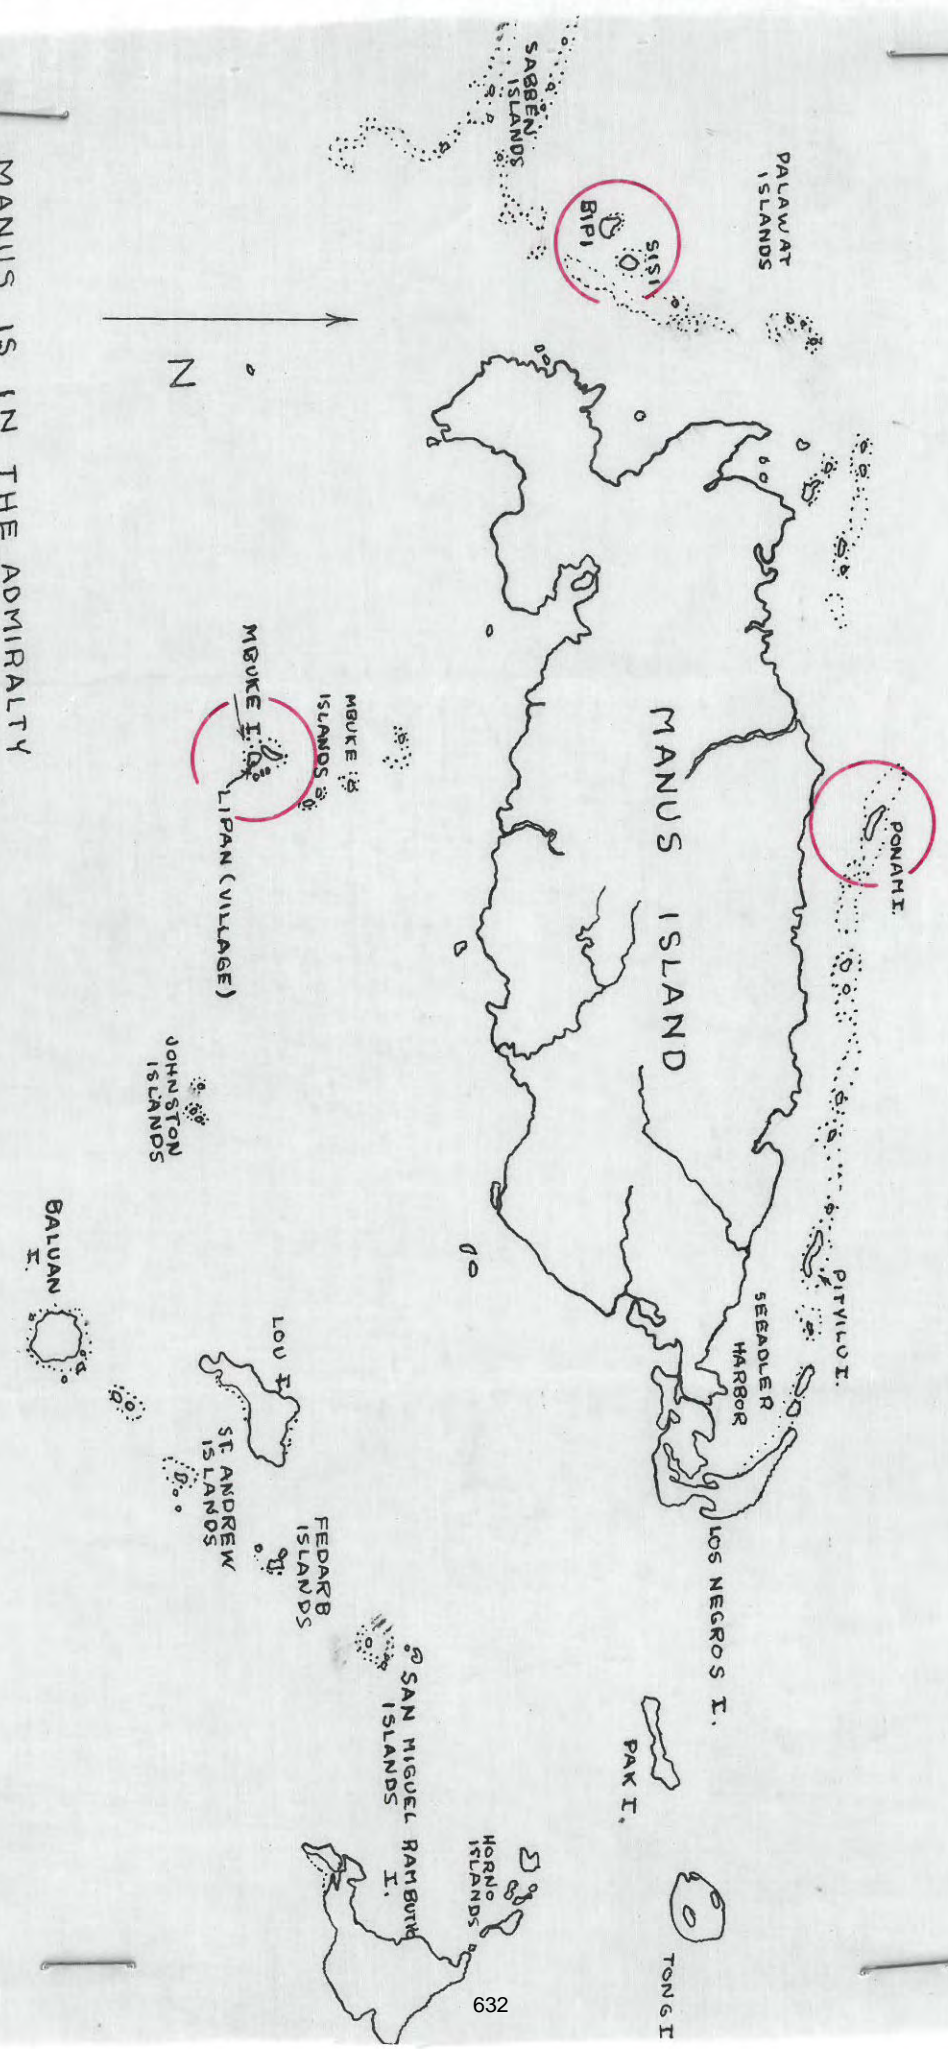 PALAWAT
ISLANDS
SISI
BIPI
SABBEN
ISLANDS
PONAM I.
PITYILU I.
MANUS ISLAND
SEEADLER
HARBOR
LOS NEGROS I.
PAK I.
TONG I
HORNO
ISLANDS
RAMBUTYO
I.
SAN MIGUEL
ISLANDS
FEDARB
ISLANDS
LOU I.
ST. ANDREW
ISLANDS
BALUAN
I.
JOHNSTON
ISLANDS
MBUKE
ISLANDS
MBUKE I.
LIPAN (VILLAGE)
N
MANUS IS IN THE ADMIRALTY
632